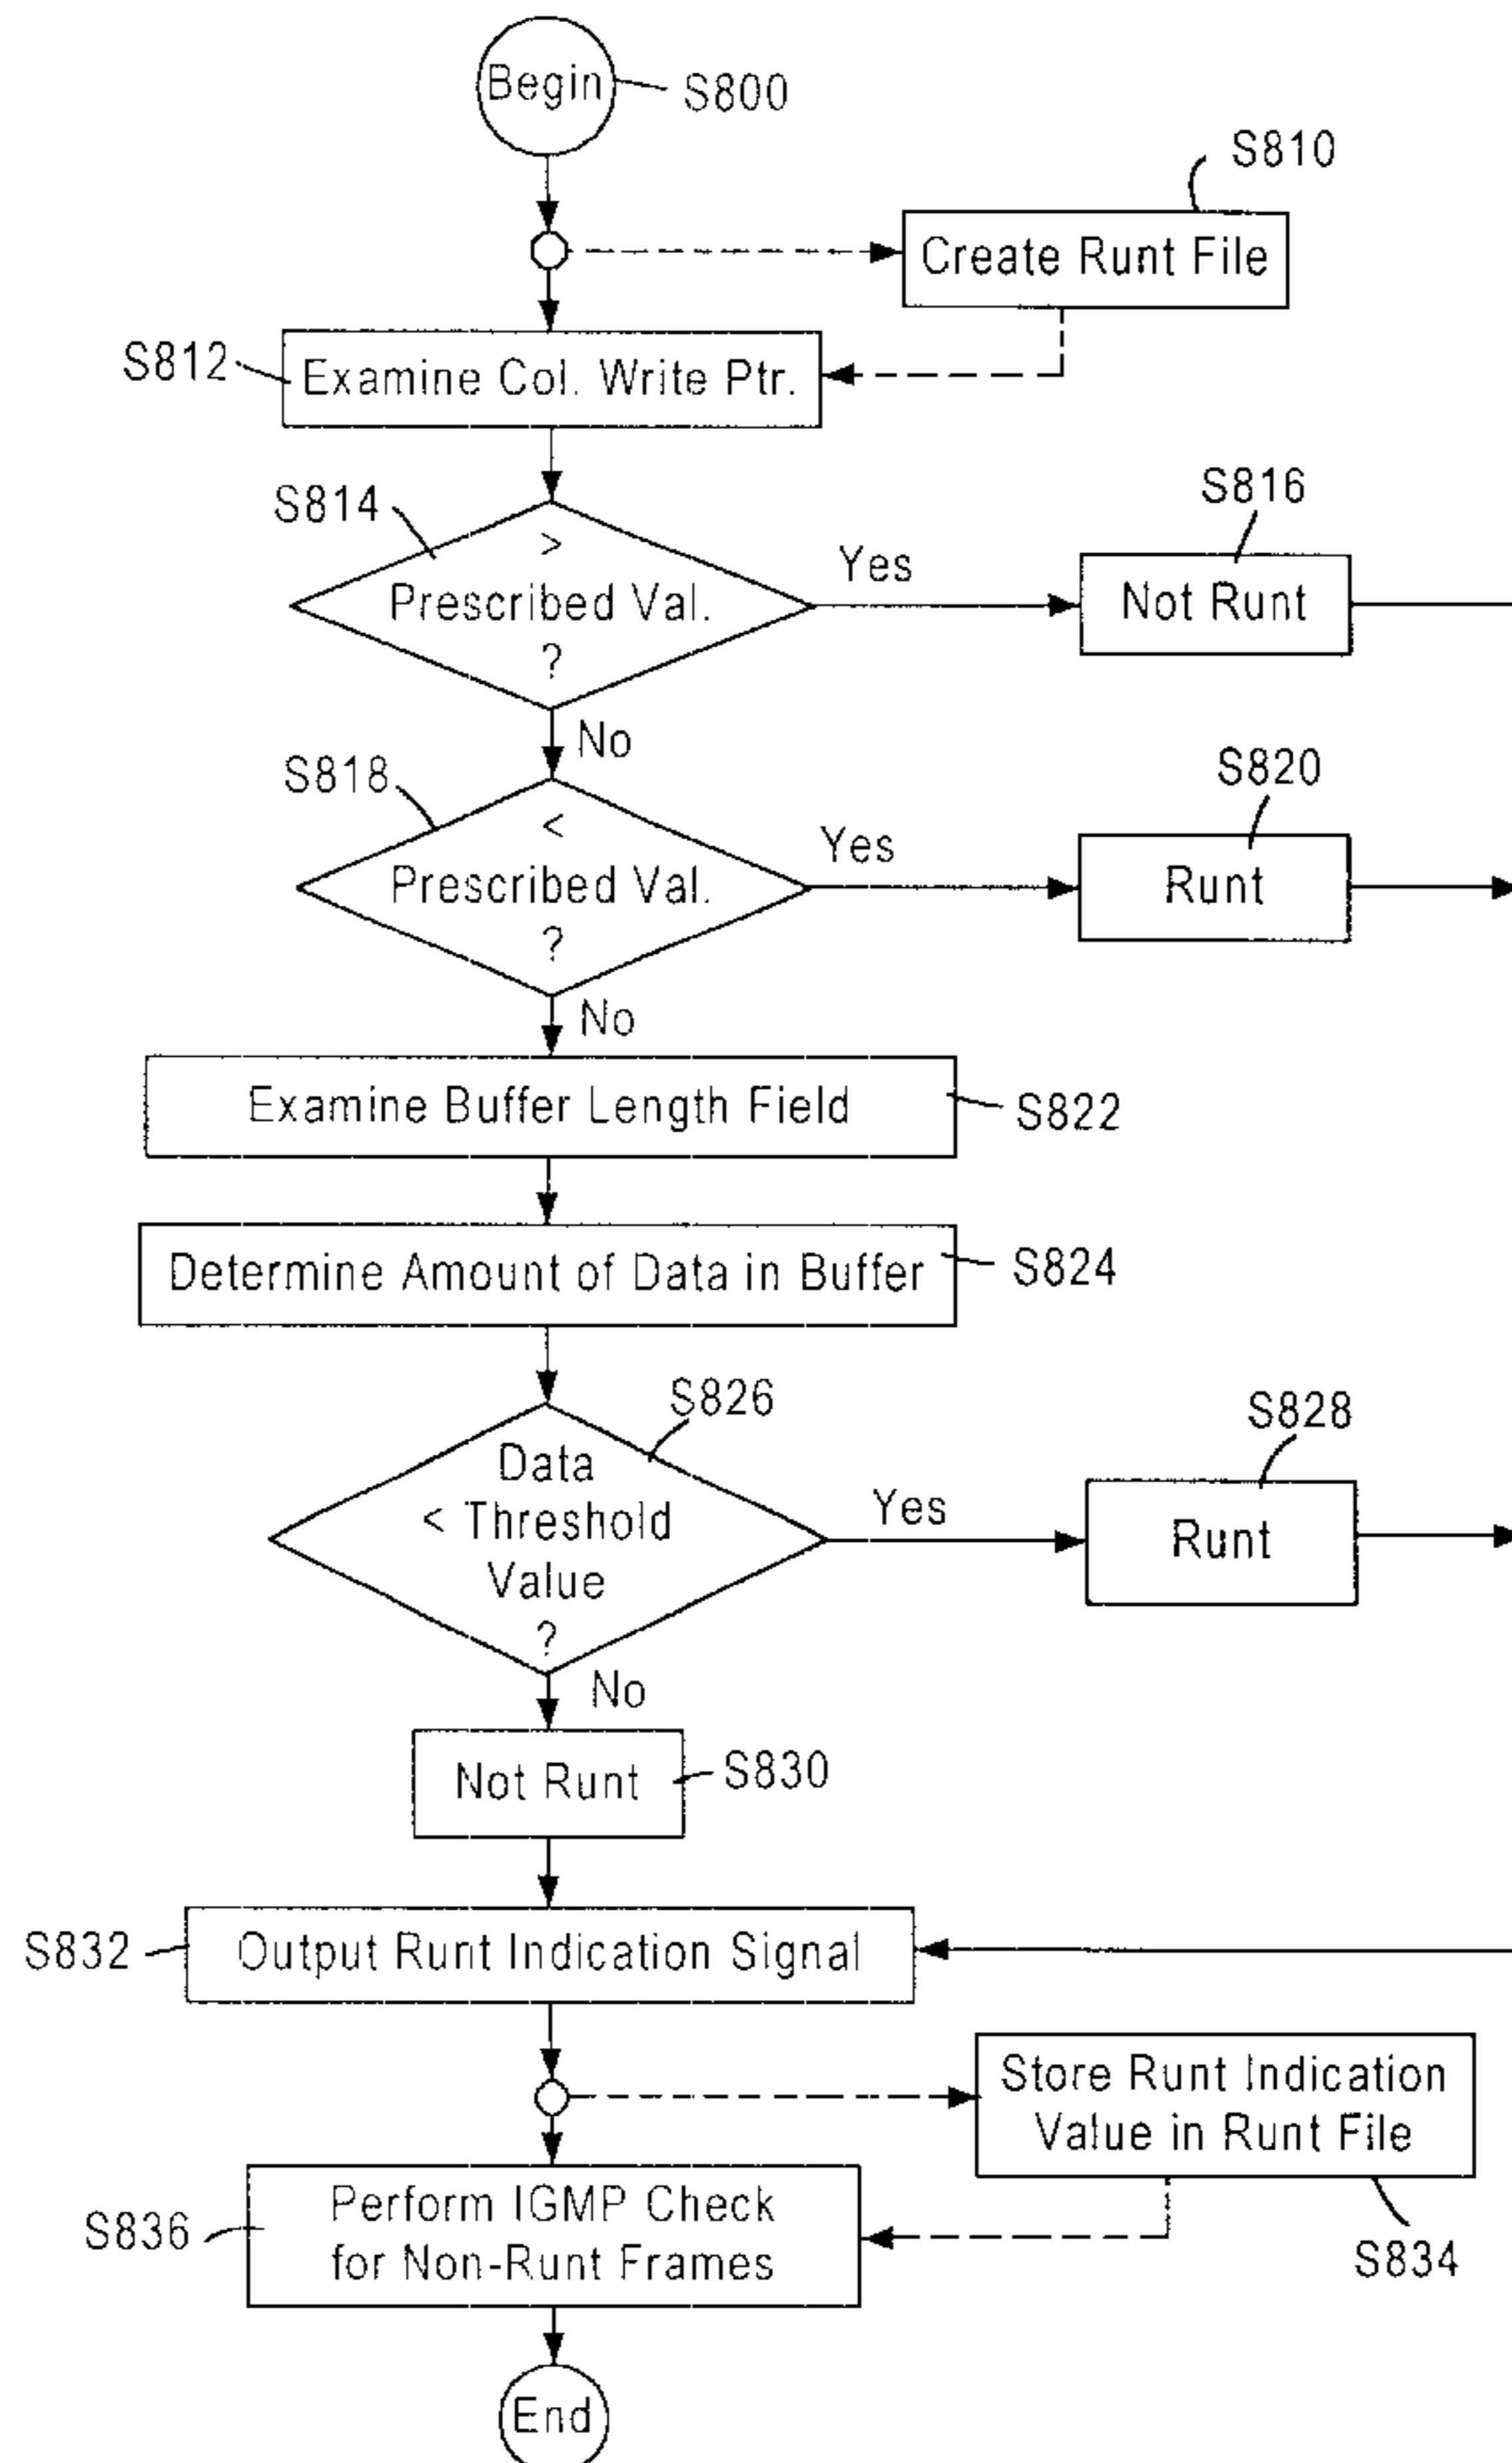 Begin
S800
S810
Create Runt File
S812
Examine Col. Write Ptr.
S814
>
Prescribed Val.
?
Yes
S816
Not Runt
No
S818
<
Prescribed Val.
?
Yes
S820
Runt
No
Examine Buffer Length Field
S822
Determine Amount of Data in Buffer
S824
S826
Data
< Threshold
Value
?
Yes
S828
Runt
No
Not Runt
S830
S832
Output Runt Indication Signal
Store Runt Indication
Value in Runt File
S834
S836
Perform IGMP Check
for Non-Runt Frames
End